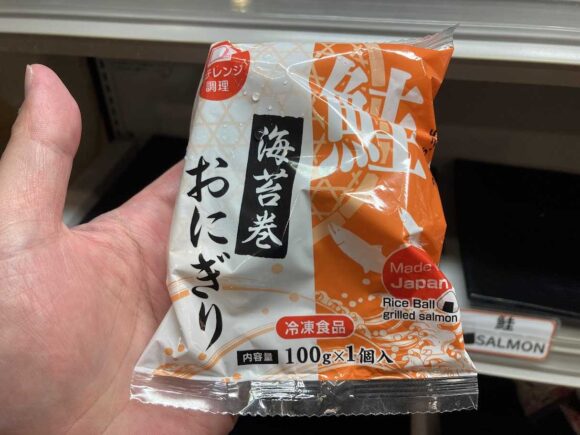 レンジ
調理
鮭
海苔巻
おにぎり
Made
Japan
Rice Ball
grilled salmon
冷凍食品
内容量 100g×1個入
鮭
SALMON